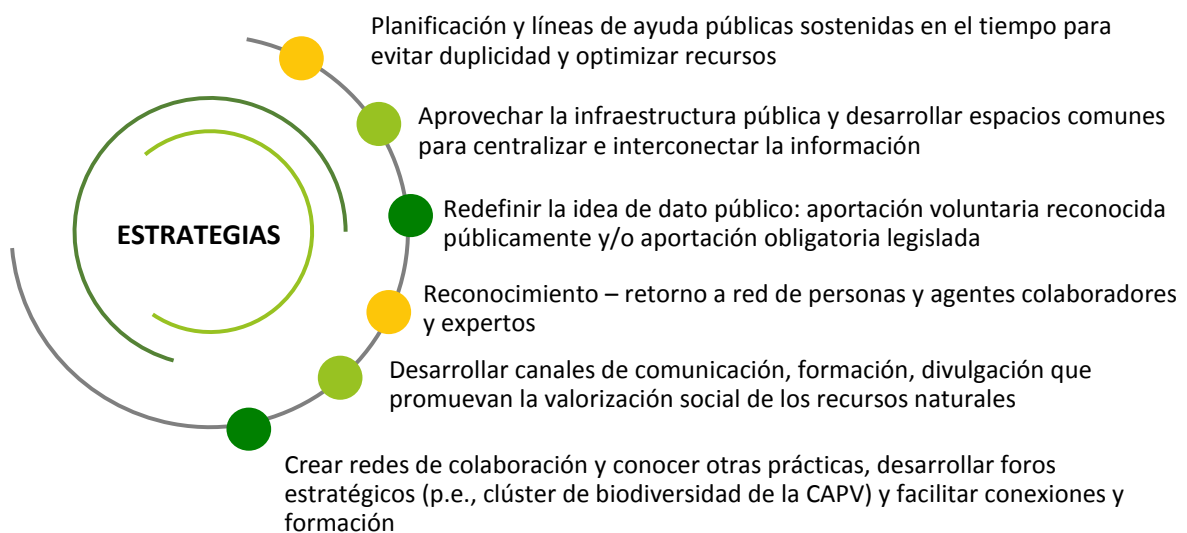 Planificación y líneas de ayuda públicas sostenidas en el tiempo para
evitar duplicidad y optimizar recursos
Aprovechar la infraestructura pública y desarrollar espacios comunes
para centralizar e interconectar la información
ESTRATEGIAS
Redefinir la idea de dato público: aportación voluntaria reconocida
públicamente y/o aportación obligatoria legislada
Reconocimiento – retorno a red de personas y agentes colaboradores
y expertos
Desarrollar canales de comunicación, formación, divulgación que
promuevan la valorización social de los recursos naturales
Crear redes de colaboración y conocer otras prácticas, desarrollar foros
estratégicos (p.e., clúster de biodiversidad de la CAPV) y facilitar conexiones y
formación